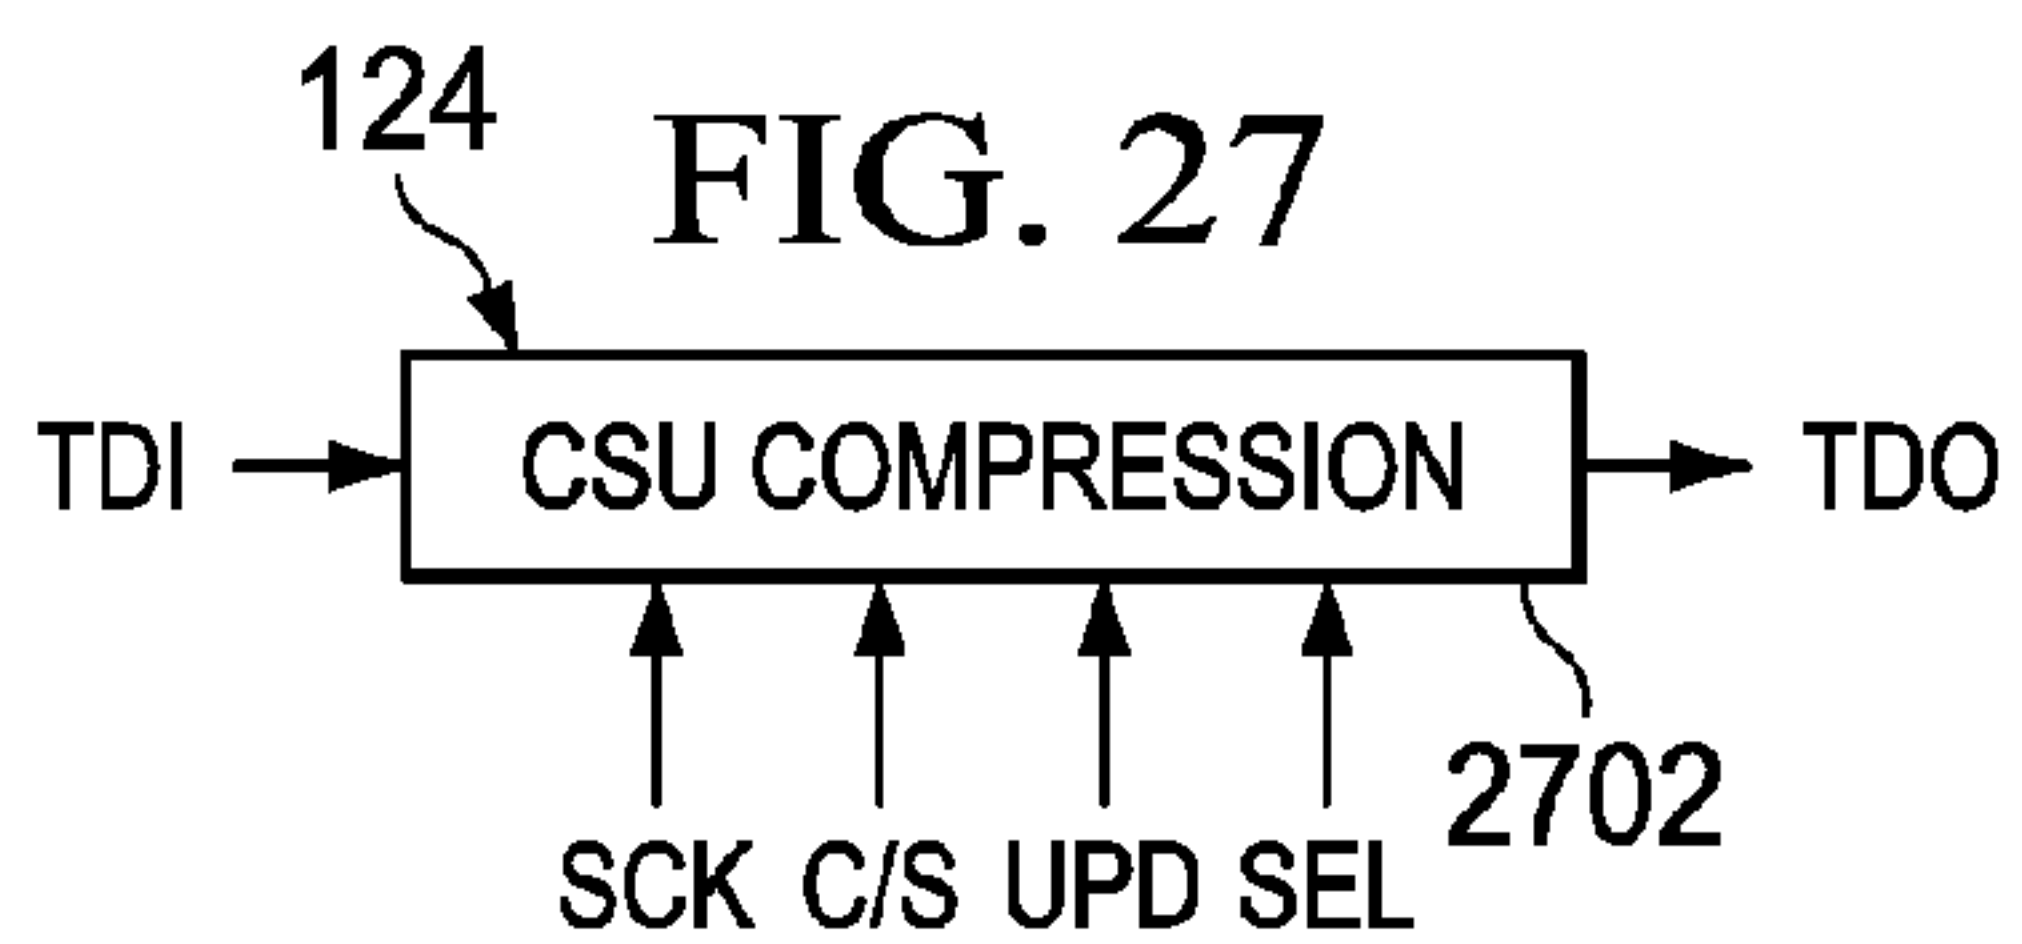 124
FIG. 27
TDI
CSU COMPRESSION
TDO
SCK C/S UPD SEL
2702